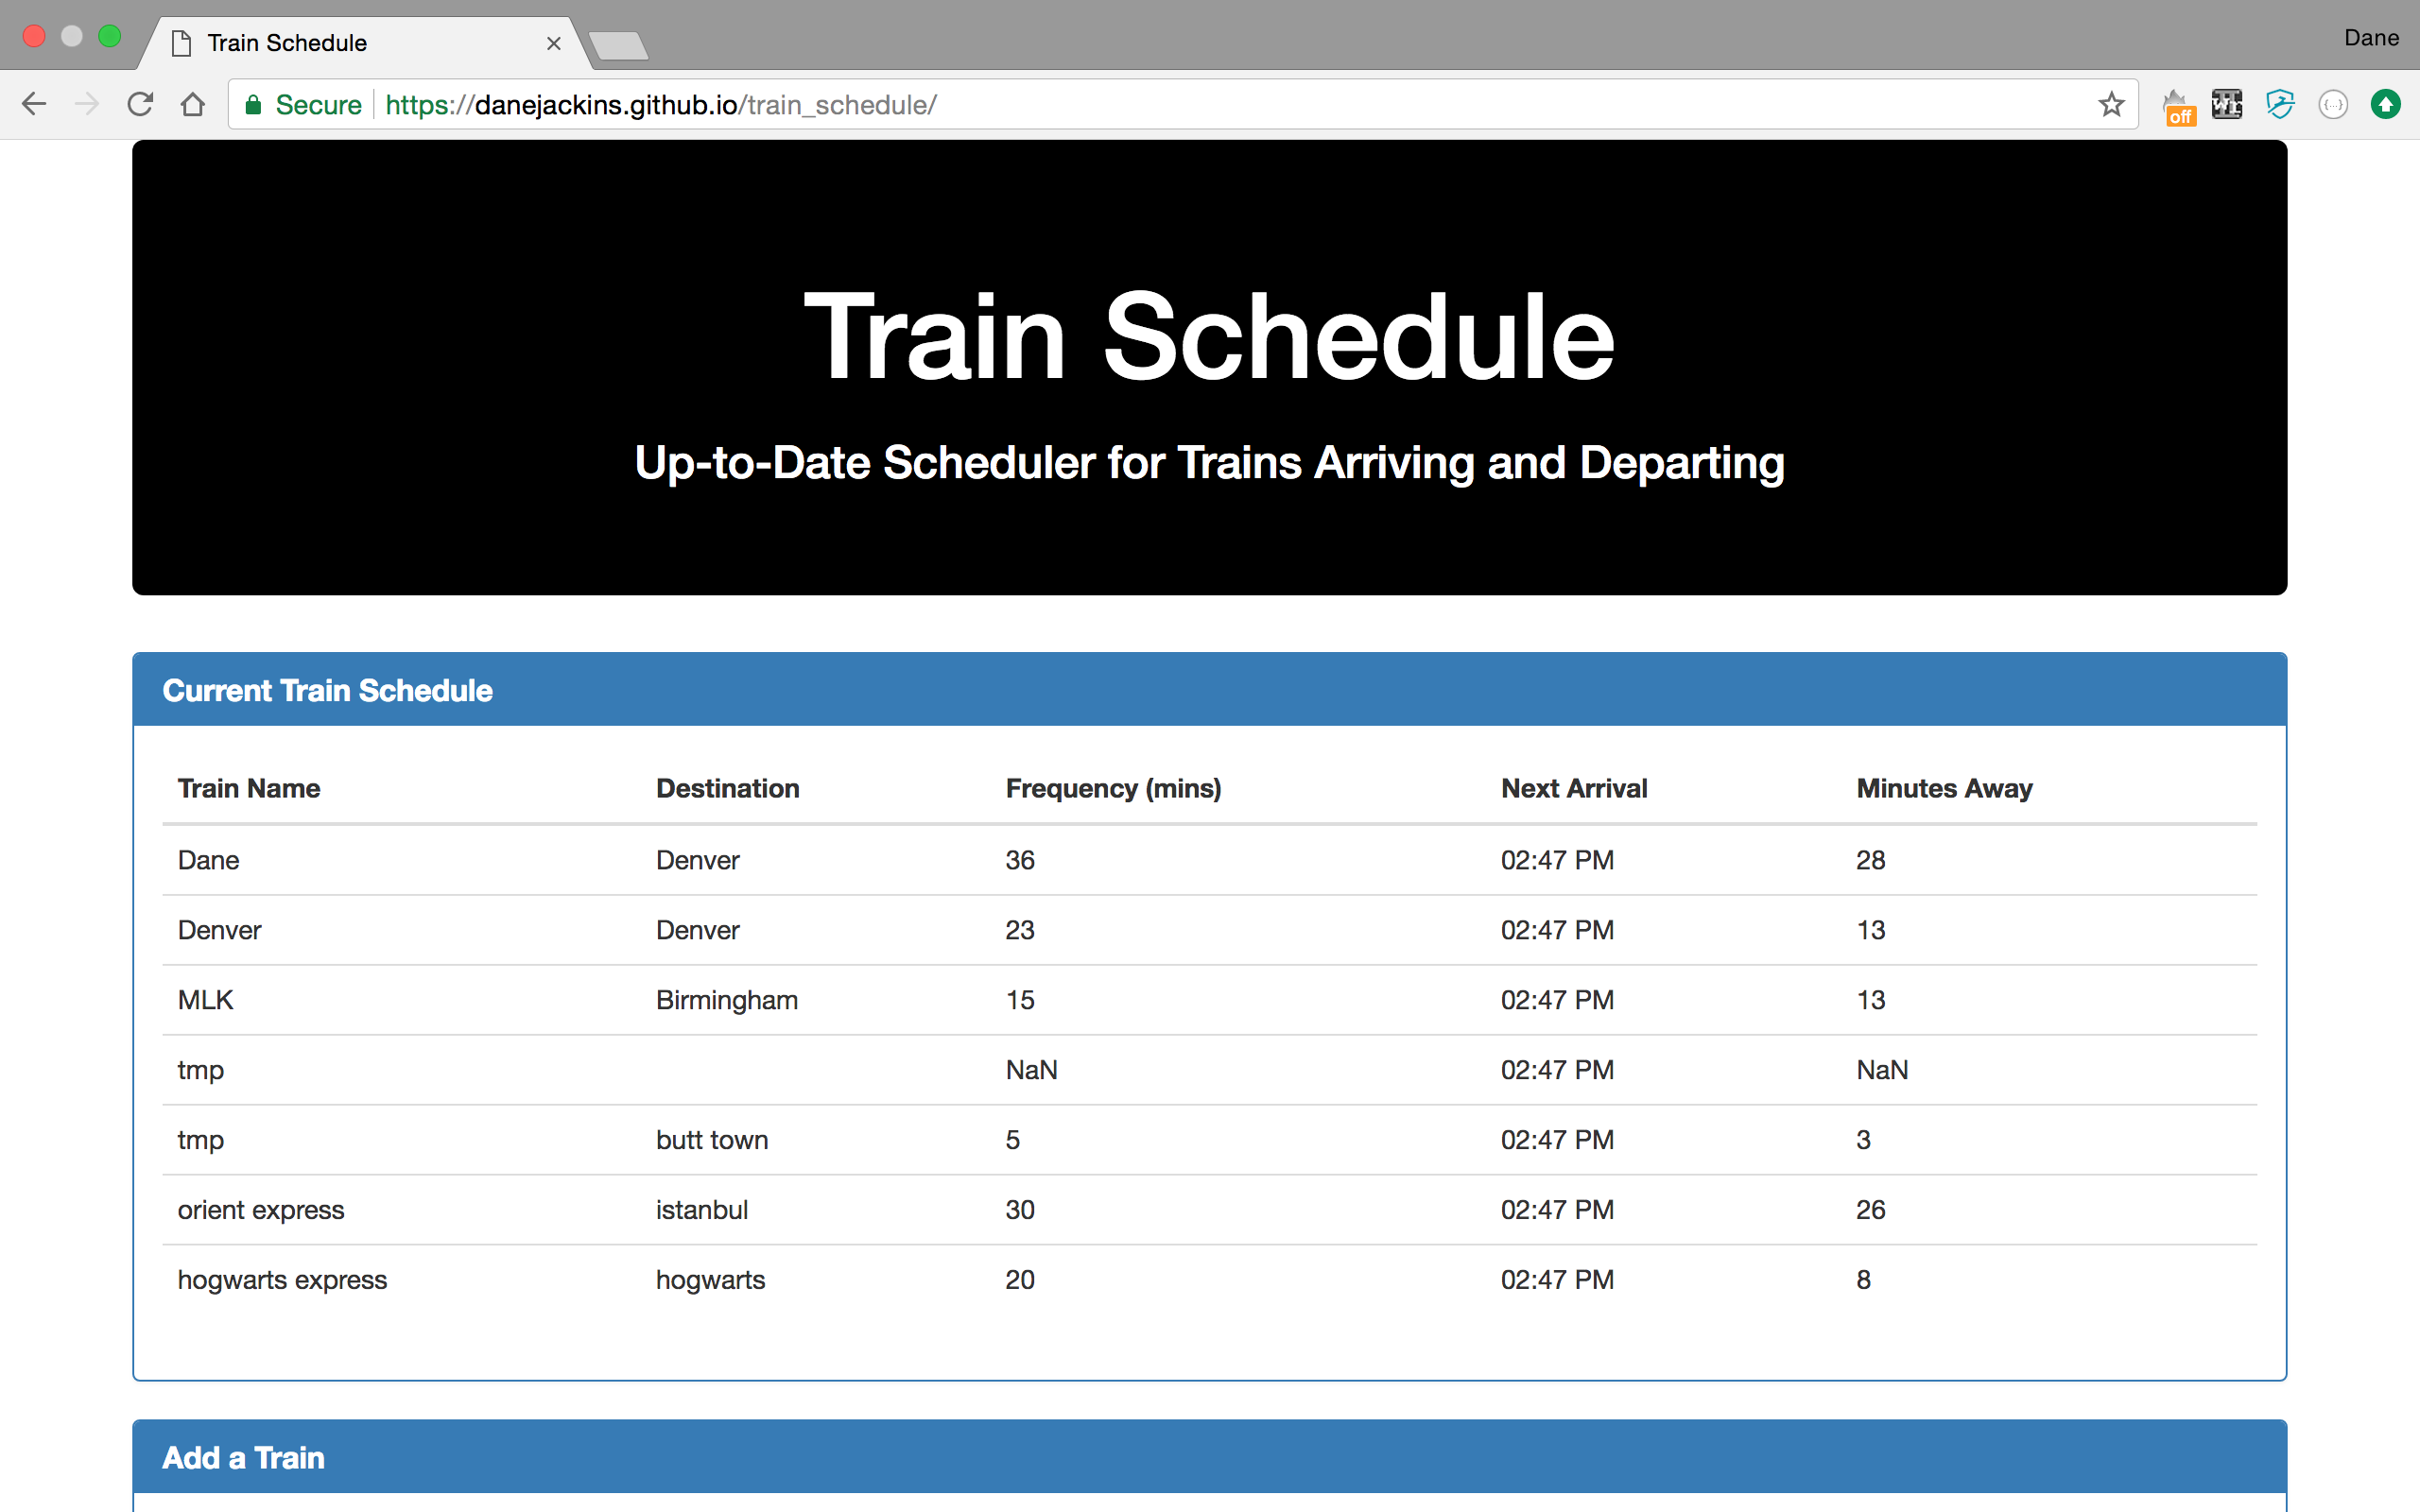 Train Schedule
Dane
Secure https://danejackins.github.io/train_schedule/
off
Train Schedule
Up-to-Date Scheduler for Trains Arriving and Departing
Current Train Schedule
Train Name Destination Frequency (mins) Next Arrival Minutes Away
Dane Denver 36 02:47 PM 28
Denver Denver 23 02:47 PM 13
MLK Birmingham 15 02:47 PM 13
tmp NaN 02:47 PM NaN
tmp butt town 5 02:47 PM 3
orient express istanbul 30 02:47 PM 26
hogwarts express hogwarts 20 02:47 PM 8
Add a Train